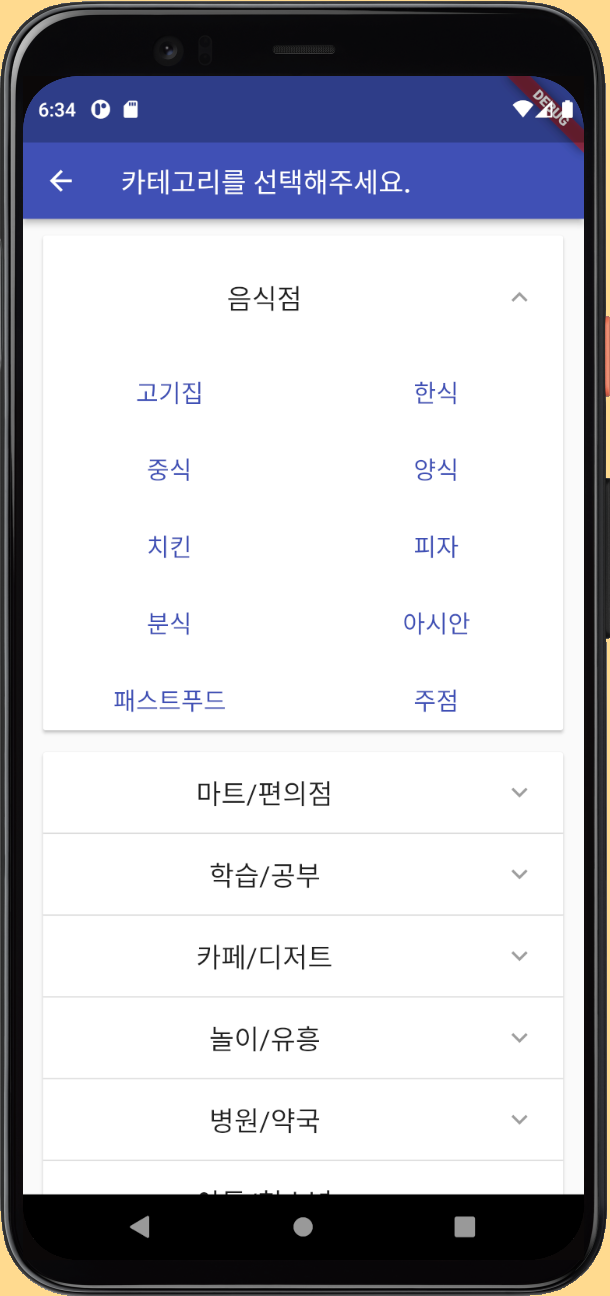 6:34
DEBUG
카테고리를 선택해주세요.
음식점
고기집 한식
중식 양식
치킨 피자
분식 아시안
패스트푸드 주점
마트/편의점
학습/공부
카페/디저트
놀이/유흥
병원/약국